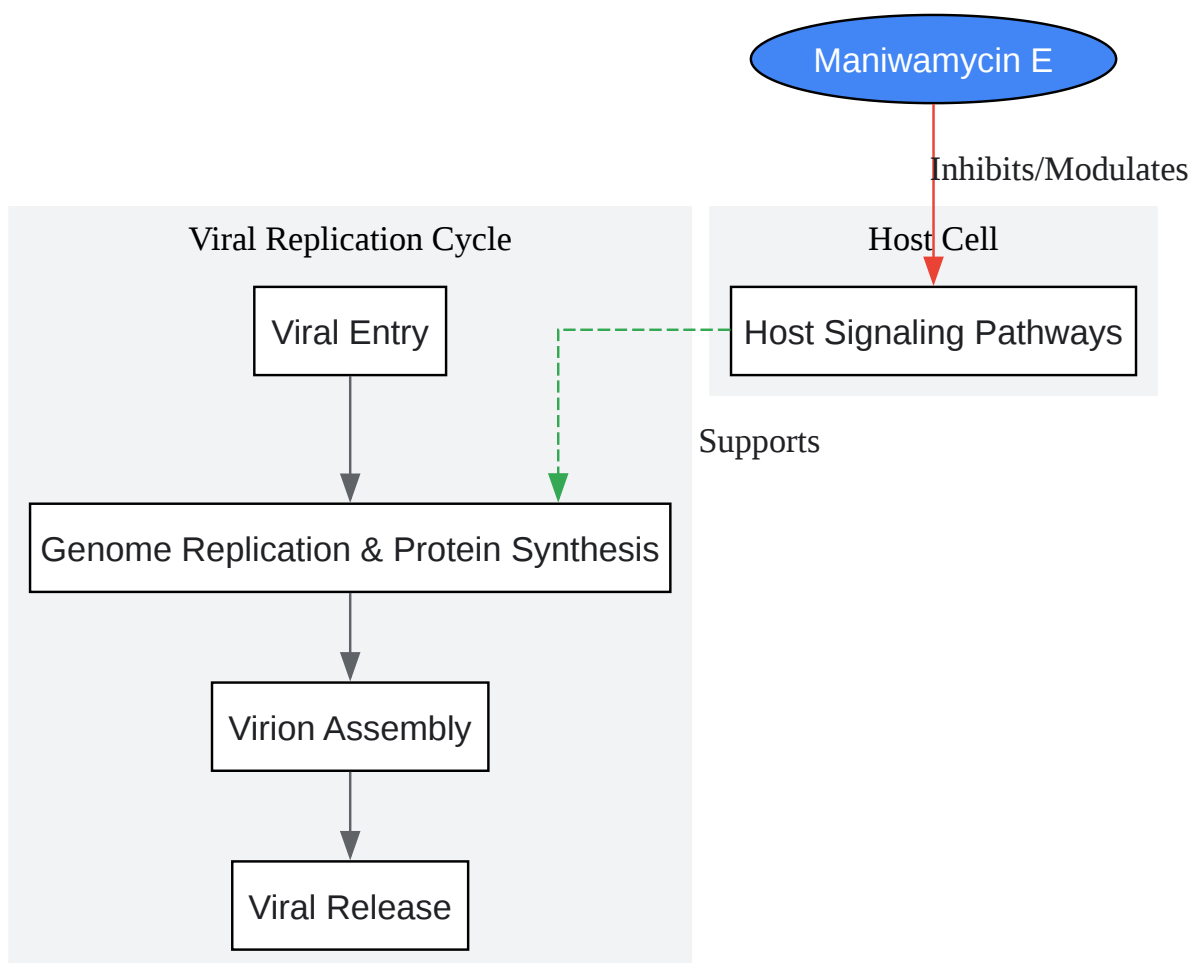 Maniwamycin E
Inhibits/Modulates
Viral Replication Cycle
Host Cell
Viral Entry
Host Signaling Pathways
Supports
Genome Replication & Protein Synthesis
Virion Assembly
Viral Release